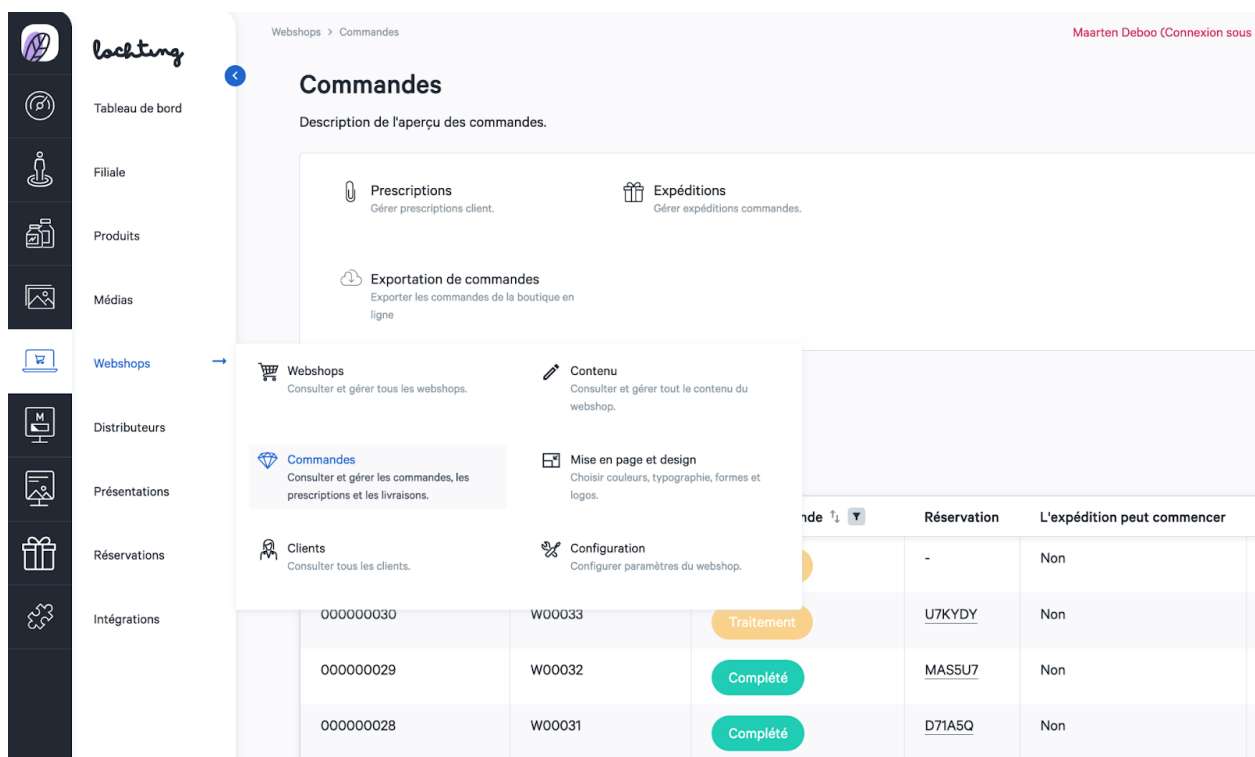 Webshops > Commandes
Maarten Deboo (Connexion sous
lochting
Tableau de bord
Filiale
Produits
Médias
Webshops
Distributeurs
Présentations
Réservations
Intégrations
Commandes
Description de l'aperçu des commandes.
Prescriptions
Gérer prescriptions client.
Expéditions
Gérer expéditions commandes.
Exportation de commandes
Exporter les commandes de la boutique en
ligne
Webshops
Consulter et gérer tous les webshops.
Contenu
Consulter et gérer tout le contenu du
webshop.
Commandes
Consulter et gérer les commandes, les
prescriptions et les livraisons.
Mise en page et design
Choisir couleurs, typographie, formes et
logos.
Clients
Consulter tous les clients.
Configuration
Configurer paramètres du webshop.
nde Réservation L'expédition peut commencer
- Non
000000030 W00033 Traitement U7KYDY Non
000000029 W00032 Complété MAS5U7 Non
000000028 W00031 Complété D71A5Q Non
M